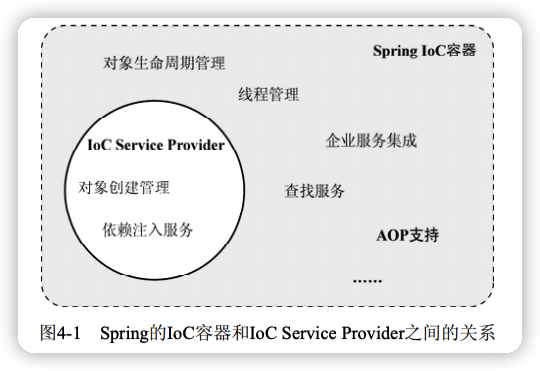 Spring IoC容器
对象生命周期管理
线程管理
IoC Service Provider
企业服务集成
对象创建管理
查找服务
依赖注入服务
AOP支持
......
图4-1 Spring的IoC容器和IoC Service Provider之间的关系